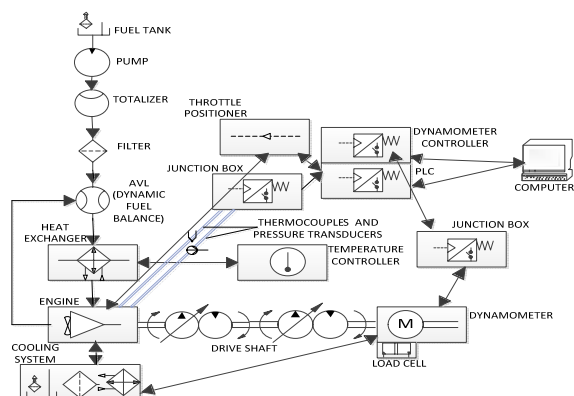 FUEL TANK
PUMP
TOTALIZER
FILTER
AVL
(DYNAMIC
FUEL
BALANCE)
HEAT
EXCHANGER
ENGINE
COOLING
SYSTEM
THROTTLE
POSITIONER
JUNCTION BOX
DYNAMOMETER
CONTROLLER
PLC
COMPUTER
THERMOCOUPLES AND
PRESSURE TRANSDUCERS
TEMPERATURE
CONTROLLER
JUNCTION BOX
DYNAMOMETER
M
LOAD CELL
DRIVE SHAFT